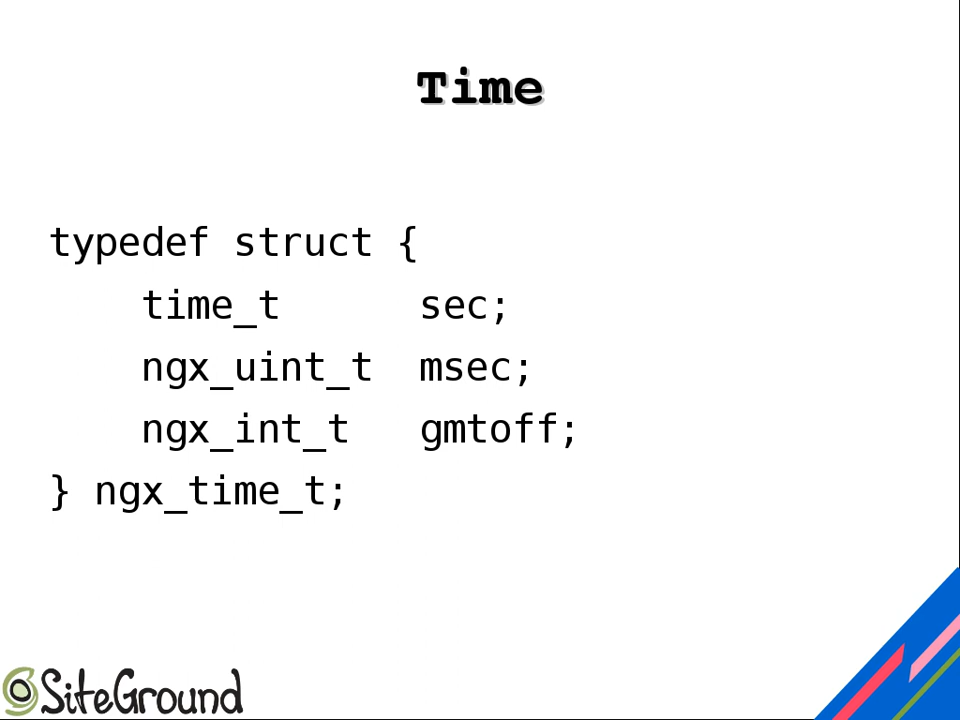 Time
typedef struct {
    time_t      sec;
    ngx_uint_t  msec;
    ngx_int_t   gmtoff;
} ngx_time_t;
SiteGround